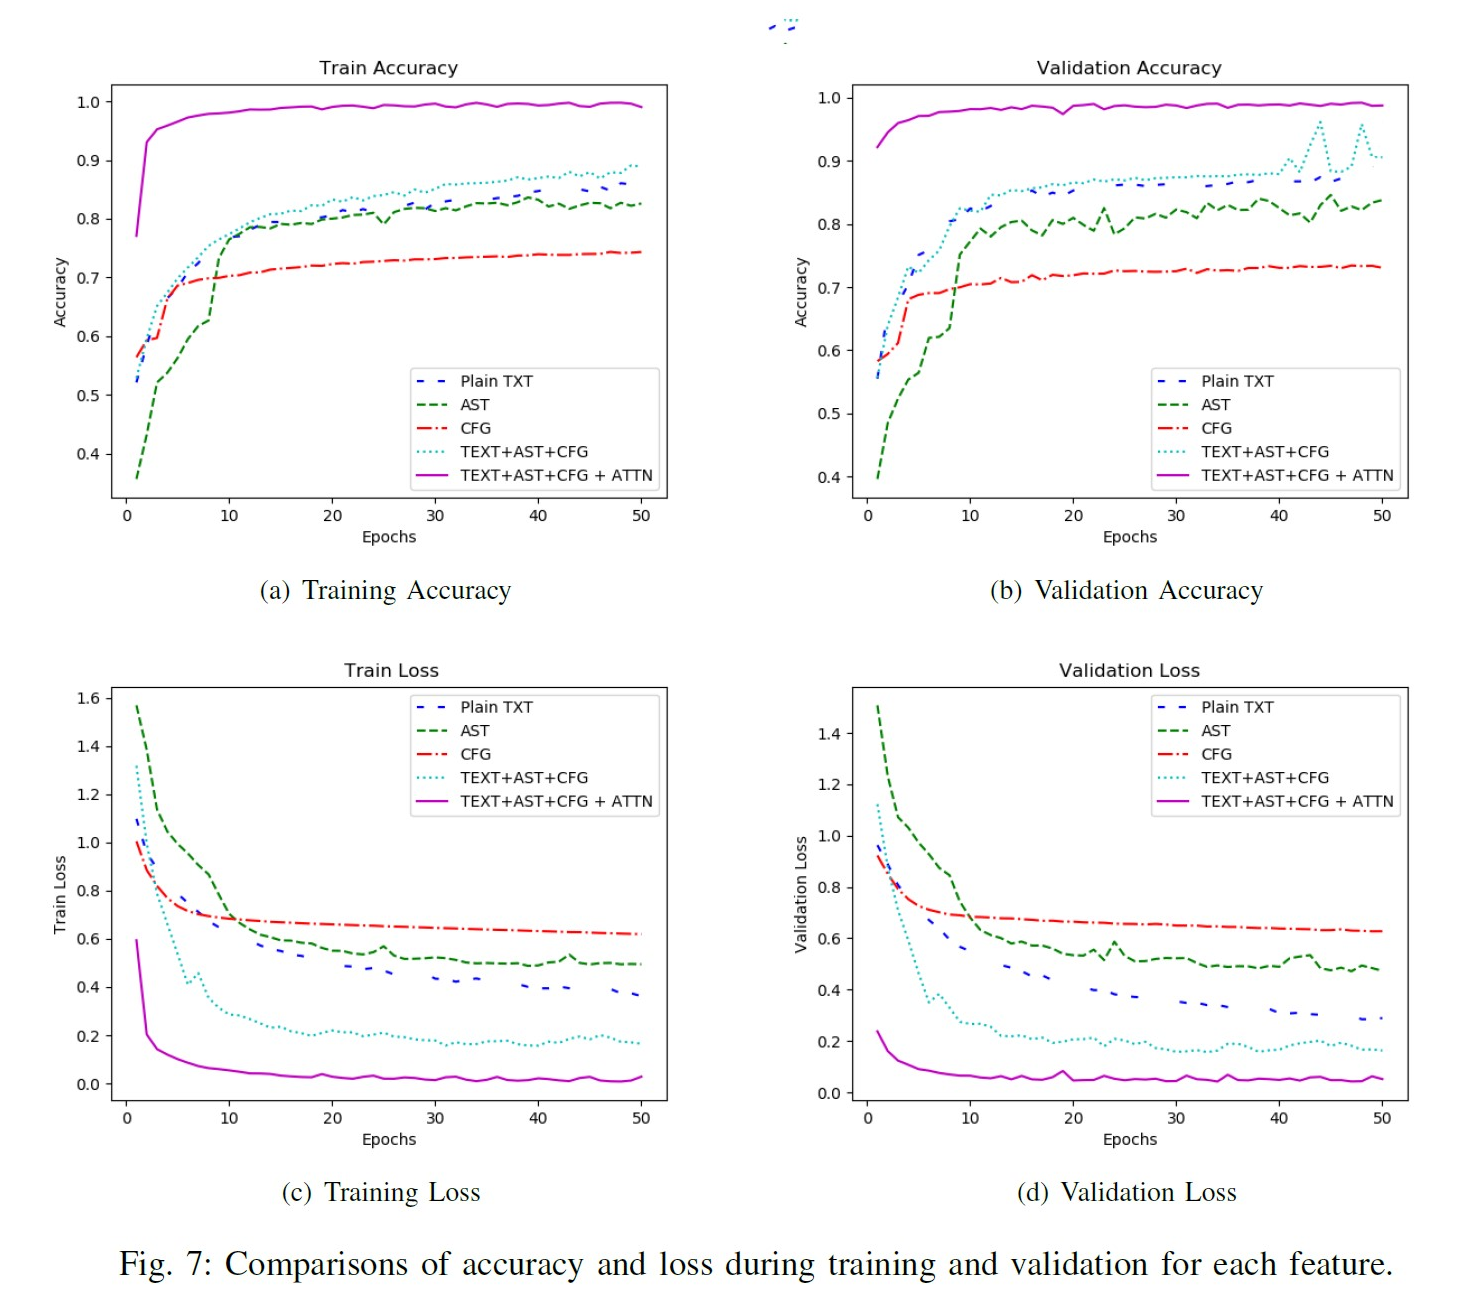 Train Accuracy
1.0
0.9
0.8
0.7
0.6
0.5
0.4
Accuracy
Plain TXT
AST
CFG
TEXT+AST+CFG
TEXT+AST+CFG + ATTN
0 10 20 30 40 50
Epochs
(a) Training Accuracy
Validation Accuracy
1.0
0.9
0.8
0.7
0.6
0.5
0.4
Accuracy
Plain TXT
AST
CFG
TEXT+AST+CFG
TEXT+AST+CFG + ATTN
0 10 20 30 40 50
Epochs
(b) Validation Accuracy
Train Loss
1.6
1.4
1.2
1.0
0.8
0.6
0.4
0.2
0.0
Train Loss
Plain TXT
AST
CFG
TEXT+AST+CFG
TEXT+AST+CFG + ATTN
0 10 20 30 40 50
Epochs
(c) Training Loss
Validation Loss
1.4
1.2
1.0
0.8
0.6
0.4
0.2
0.0
Validation Loss
Plain TXT
AST
CFG
TEXT+AST+CFG
TEXT+AST+CFG + ATTN
0 10 20 30 40 50
Epochs
(d) Validation Loss
Fig. 7: Comparisons of accuracy and loss during training and validation for each feature.